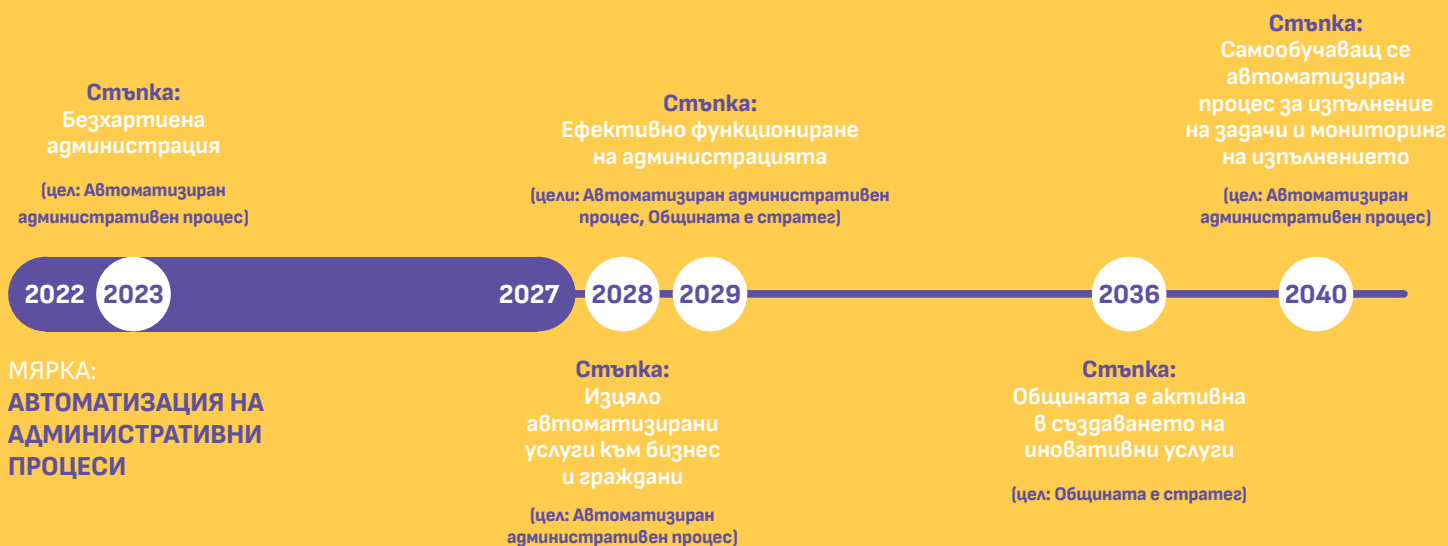 Стъпка:
Безхартиена
администрация
(цел: Автоматизиран
административен процес)
Стъпка:
Ефективно функциониране
на администрацията
(цели: Автоматизиран административен
процес, Общината е стратег)
Стъпка:
Самообучаващ се
автоматизиран
процес за изпълнение
на задачи и мониторинг
на изпълнението
(цел: Автоматизиран
административен процес)
2022 2023 2027 2028 2029 2036 2040
МЯРКА:
АВТОМАТИЗАЦИЯ НА
АДМИНИСТРАТИВНИ
ПРОЦЕСИ
Стъпка:
Изцяло
автоматизирани
услуги към бизнес
и граждани
(цел: Автоматизиран
административен процес)
Стъпка:
Общината е активна
в създаването на
иновативни услуги
(цел: Общината е стратег)